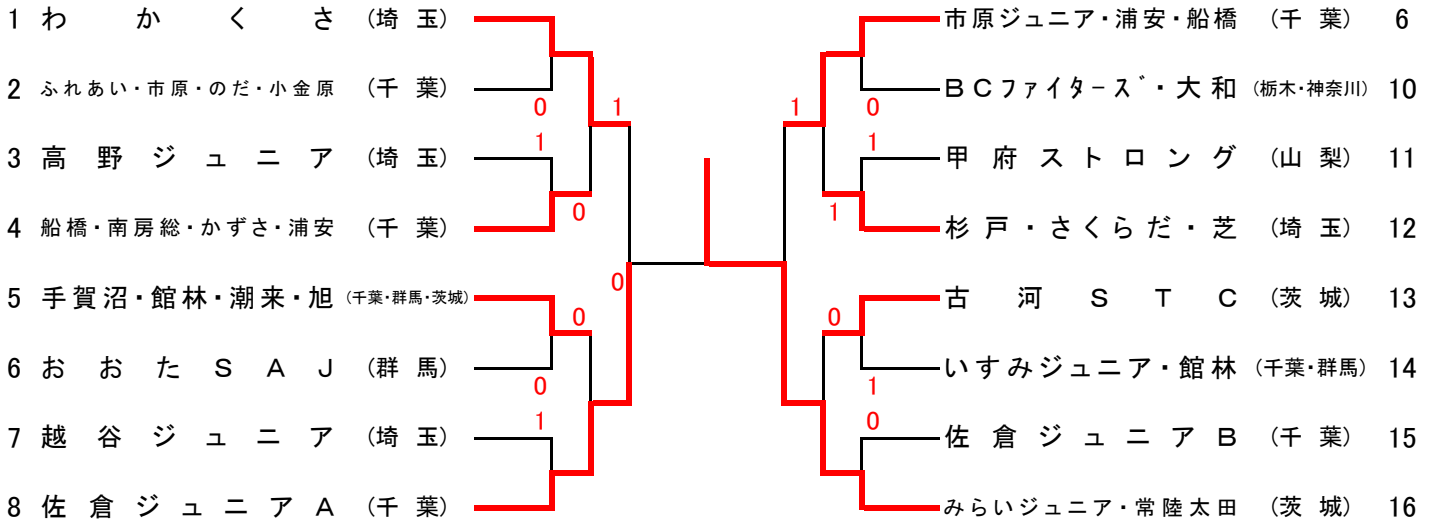 1 わかくさ (埼玉)
2 ふれあい・市原・のだ・小金原 (千葉)
0
1
1
3 高野ジュニア (埼玉)
0
4 船橋・南房総・かずさ・浦安 (千葉)
0
5 手賀沼・館林・潮来・旭 (千葉・群馬・茨城)
0
6 おおたSAJ (群馬)
0
1
7 越谷ジュニア (埼玉)
8 佐倉ジュニアA (千葉)
市原ジュニア・浦安・船橋 (千葉) 6
BCファイターズ・大和 (栃木・神奈川) 10
1
0
1
甲府ストロング (山梨) 11
1
杉戸・さくらだ・芝 (埼玉) 12
古河STC (茨城) 13
0
いすみジュニア・館林 (千葉・群馬) 14
1
0
佐倉ジュニアB (千葉) 15
みらいジュニア・常陸太田 (茨城) 16